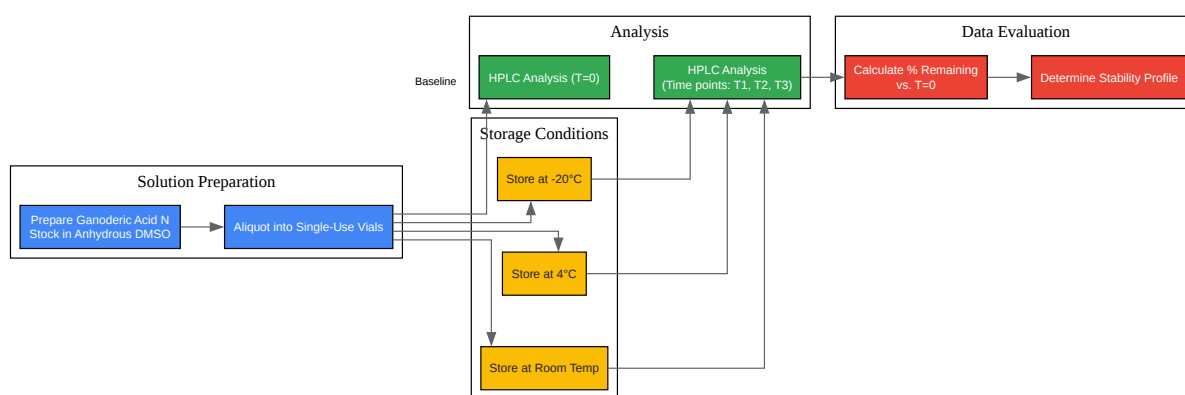 Solution Preparation
Prepare Ganoderic Acid N
Stock in Anhydrous DMSO
Aliquot into Single-Use Vials
Baseline
Storage Conditions
Store at -20°C
Store at 4°C
Store at Room Temp
Analysis
HPLC Analysis (T=0)
HPLC Analysis
(Time points: T1, T2, T3)
Data Evaluation
Calculate % Remaining
vs. T=0
Determine Stability Profile